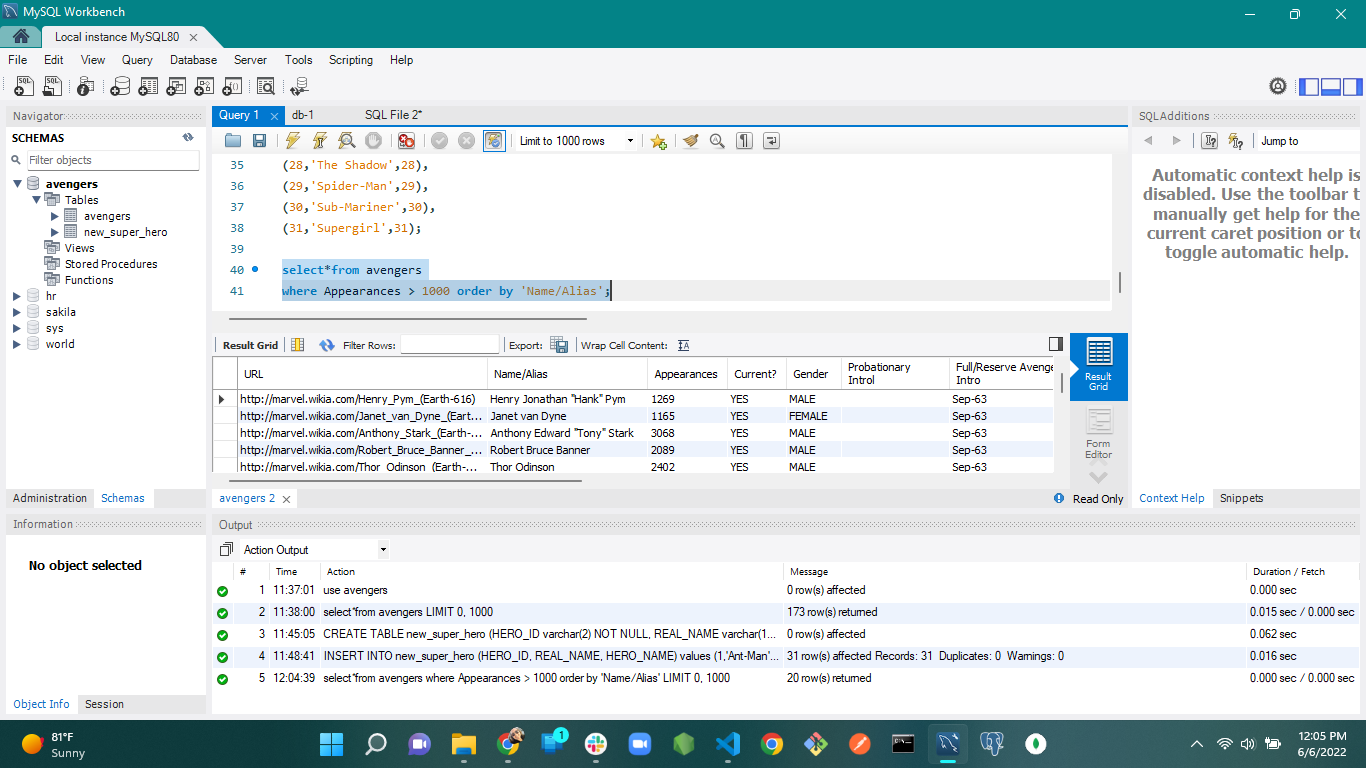 MySQL Workbench
Local instance MySQL80
File Edit View Query Database Server Tools Scripting Help
Navigator
SCHEMAS
Filter objects
avengers
Tables
avengers
new_super_hero
Views
Stored Procedures
Functions
hr
sakila
sys
world
Administration Schemas
Information
No object selected
Object Info Session
Query 1 db-1 SQL File 2*
Limit to 1000 rows
35 (28,'The Shadow',28),
36 (29,'Spider-Man',29),
37 (30,'Sub-Mariner',30),
38 (31,'Supergirl',31);
39
40 select*from avengers
41 where Appearances > 1000 order by 'Name/Alias';
Result Grid Filter Rows: Export: Wrap Cell Content:
URL Name/Alias Appearances Current? Gender Probationary Introl Full/Reserve Avenge Intro
http://marvel.wikia.com/Henry_Pym_(Earth-616) Henry Jonathan "Hank" Pym 1269 YES MALE Sep-63
http://marvel.wikia.com/Janet_van_Dyne_(Eart... Janet van Dyne 1165 YES FEMALE Sep-63
http://marvel.wikia.com/Anthony_Stark_(Earth-... Anthony Edward "Tony" Stark 3068 YES MALE Sep-63
http://marvel.wikia.com/Robert_Bruce_Banner_... Robert Bruce Banner 2089 YES MALE Sep-63
http://marvel.wikia.com/Thor_Odinson_(Earth-... Thor Odinson 2402 YES MALE Sep-63
Result Grid
Form Editor
avengers 2
Read Only
SQLAdditions
Jump to
Automatic context help is
disabled. Use the toolbar t
manually get help for the
current caret position or to
toggle automatic help.
Context Help Snippets
Output
Action Output
# Time Action Message Duration / Fetch
1 11:37:01 use avengers 0 row(s) affected 0.000 sec
2 11:38:00 select*from avengers LIMIT 0, 1000 173 row(s) returned 0.015 sec / 0.000 sec
3 11:45:05 CREATE TABLE new_super_hero (HERO_ID varchar(2) NOT NULL, REAL_NAME varchar(1... 0 row(s) affected 0.062 sec
4 11:48:41 INSERT INTO new_super_hero (HERO_ID, REAL_NAME, HERO_NAME) values (1,'Ant-Man'... 31 row(s) affected Records: 31 Duplicates: 0 Warnings: 0 0.016 sec
5 12:04:39 select*from avengers where Appearances > 1000 order by 'Name/Alias' LIMIT 0, 1000 20 row(s) returned 0.000 sec / 0.000 sec
81°F
Sunny
1
12:05 PM
6/6/2022